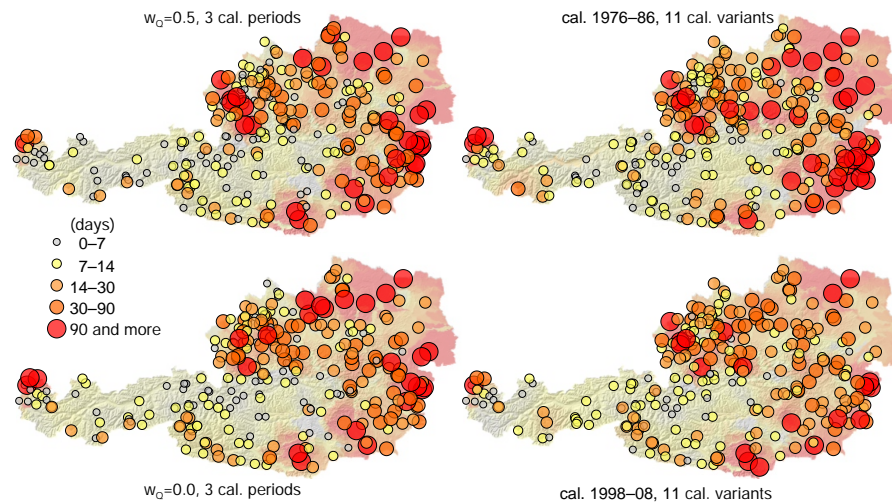 w_Q=0.5, 3 cal. periods
cal. 1976–86, 11 cal. variants
(days)
0–7
7–14
14–30
30–90
90 and more
w_Q=0.0, 3 cal. periods
cal. 1998–08, 11 cal. variants